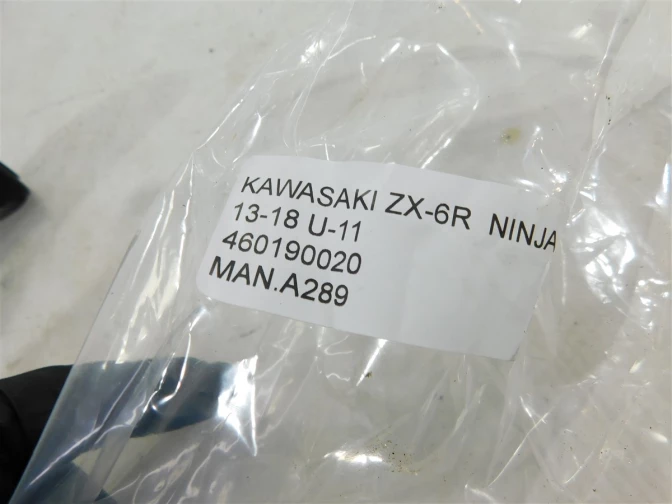 KAWASAKI ZX-6R NINJA
13-18 U-11
460190020
MAN.A289